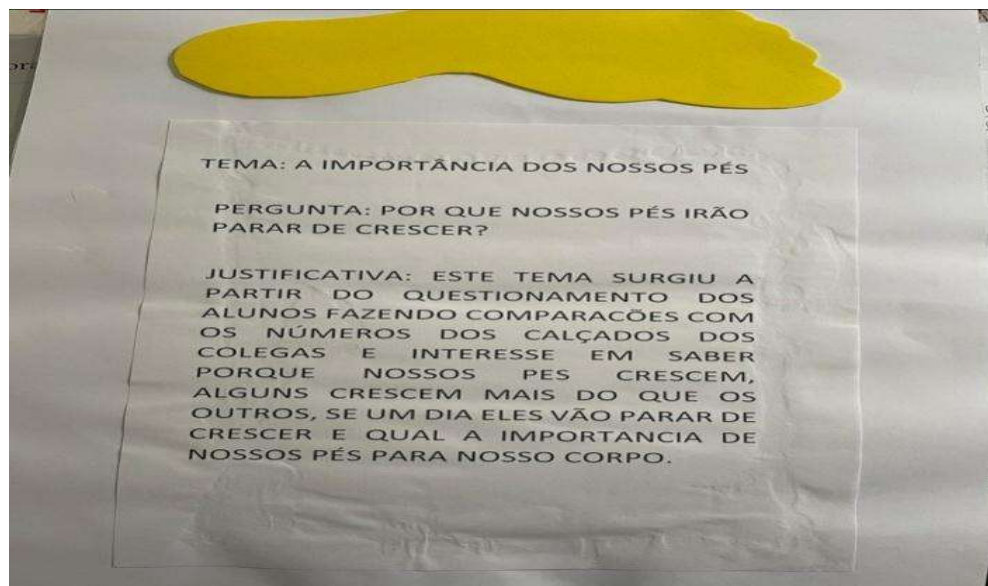 TEMA: A IMPORTÂNCIA DOS NOSSOS PÉS
PERGUNTA: POR QUE NOSSOS PÉS IRÃO
PARAR DE CRESCER?
JUSTIFICATIVA: ESTE TEMA SURGIU A
PARTIR DO QUESTIONAMENTO DOS
ALUNOS FAZENDO COMPARACÕES COM
OS NÚMEROS DOS CALÇADOS DOS
COLEGAS E INTERESSE EM SABER
PORQUE NOSSOS PES CRESCEM,
ALGUNS CRESCEM MAIS DO QUE OS
OUTROS, SE UM DIA ELES VÃO PARAR DE
CRESCER E QUAL A IMPORTANCIA DE
NOSSOS PÉS PARA NOSSO CORPO.